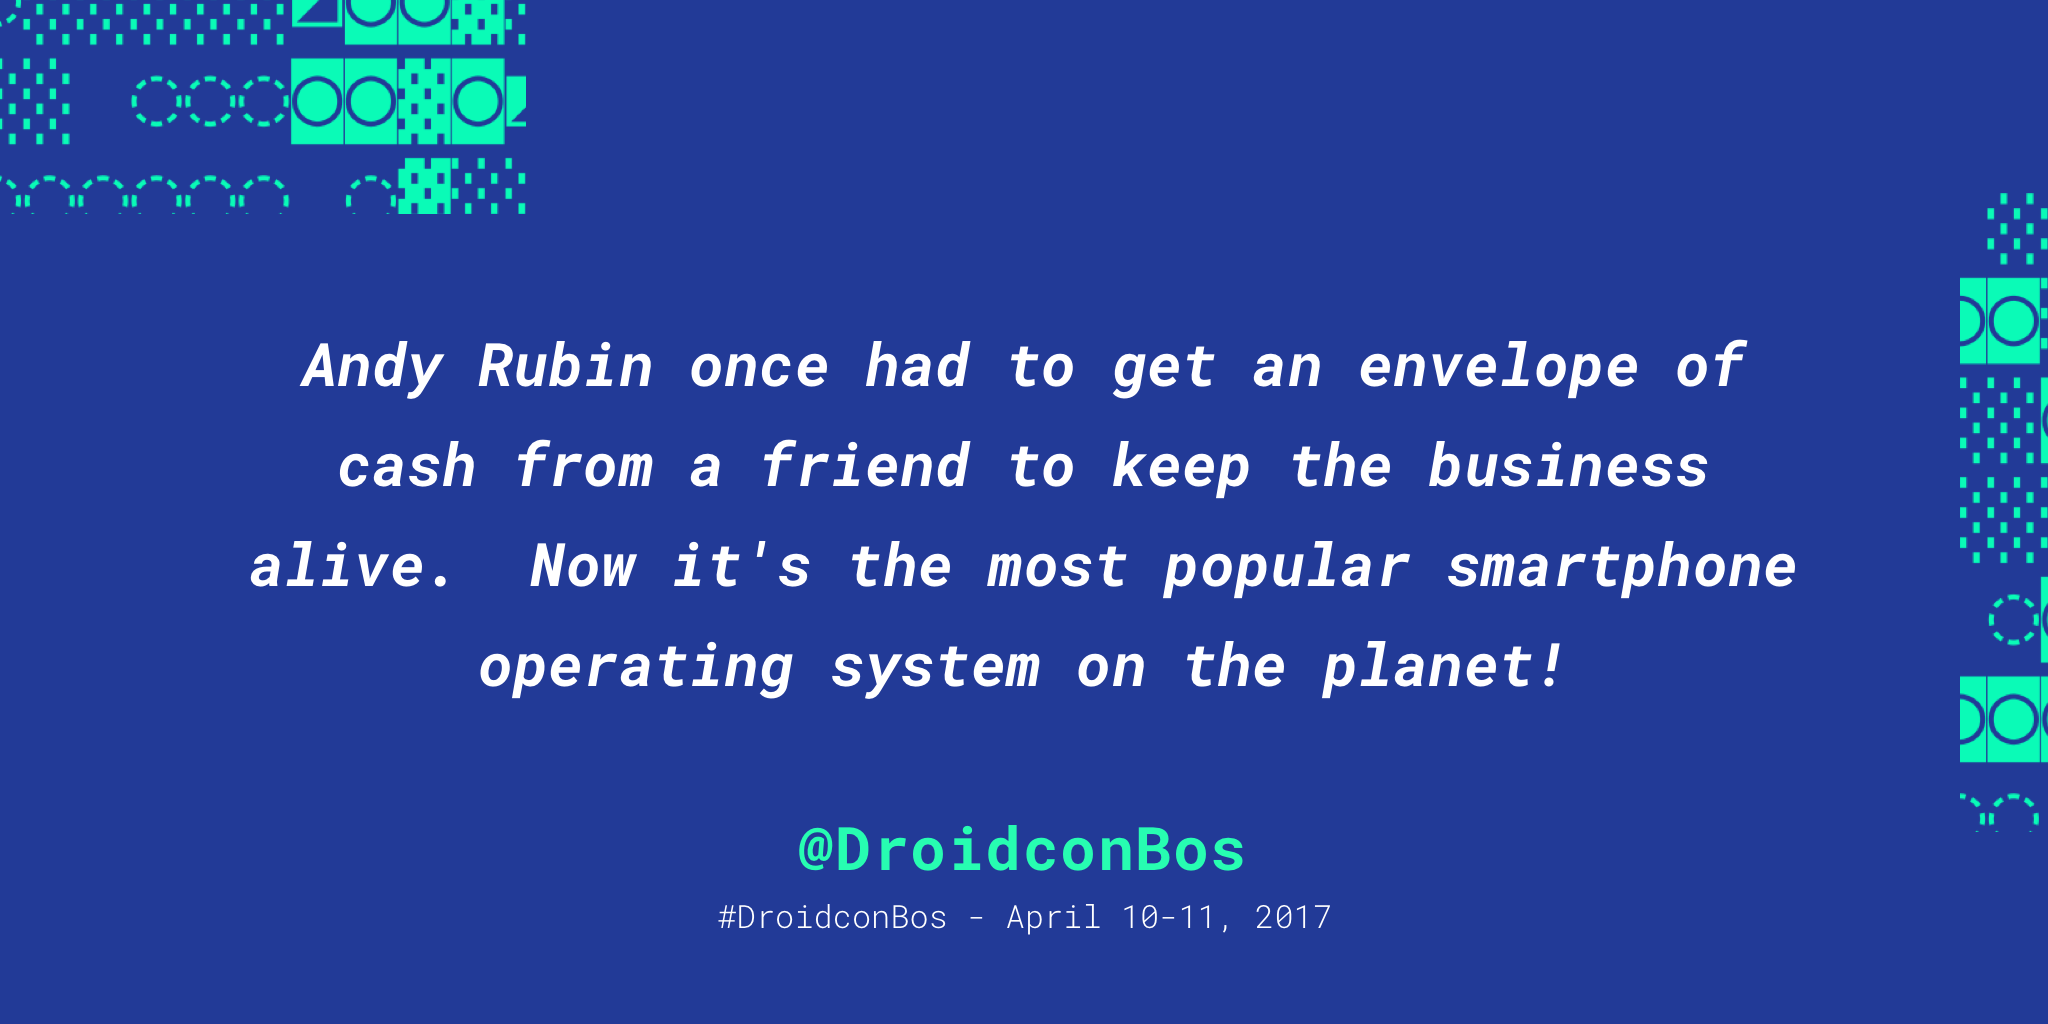 Andy Rubin once had to get an envelope of
cash from a friend to keep the business
alive.  Now it's the most popular smartphone
operating system on the planet!
@DroidconBos
#DroidconBos - April 10-11, 2017